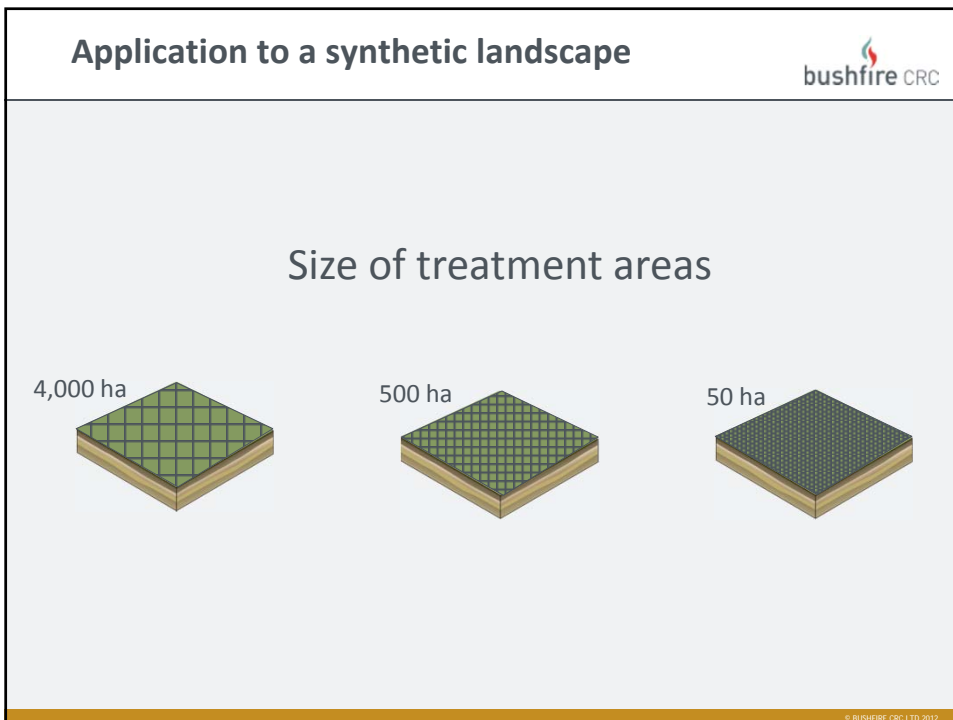 Application to a synthetic landscape
bushfire CRC
Size of treatment areas
4,000 ha
500 ha
50 ha
© BUSHFIRE CRC LTD 2012